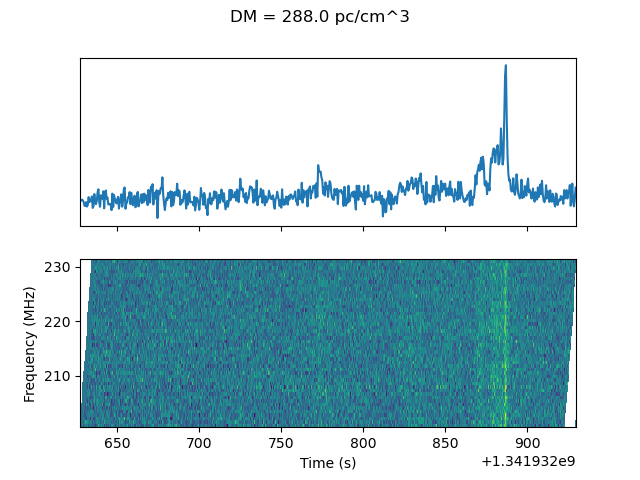 DM = 288.0 pc/cm^3
230
220
210
Frequency (MHz)
650 700 750 800 850 900
Time (s)
+1.341932e9